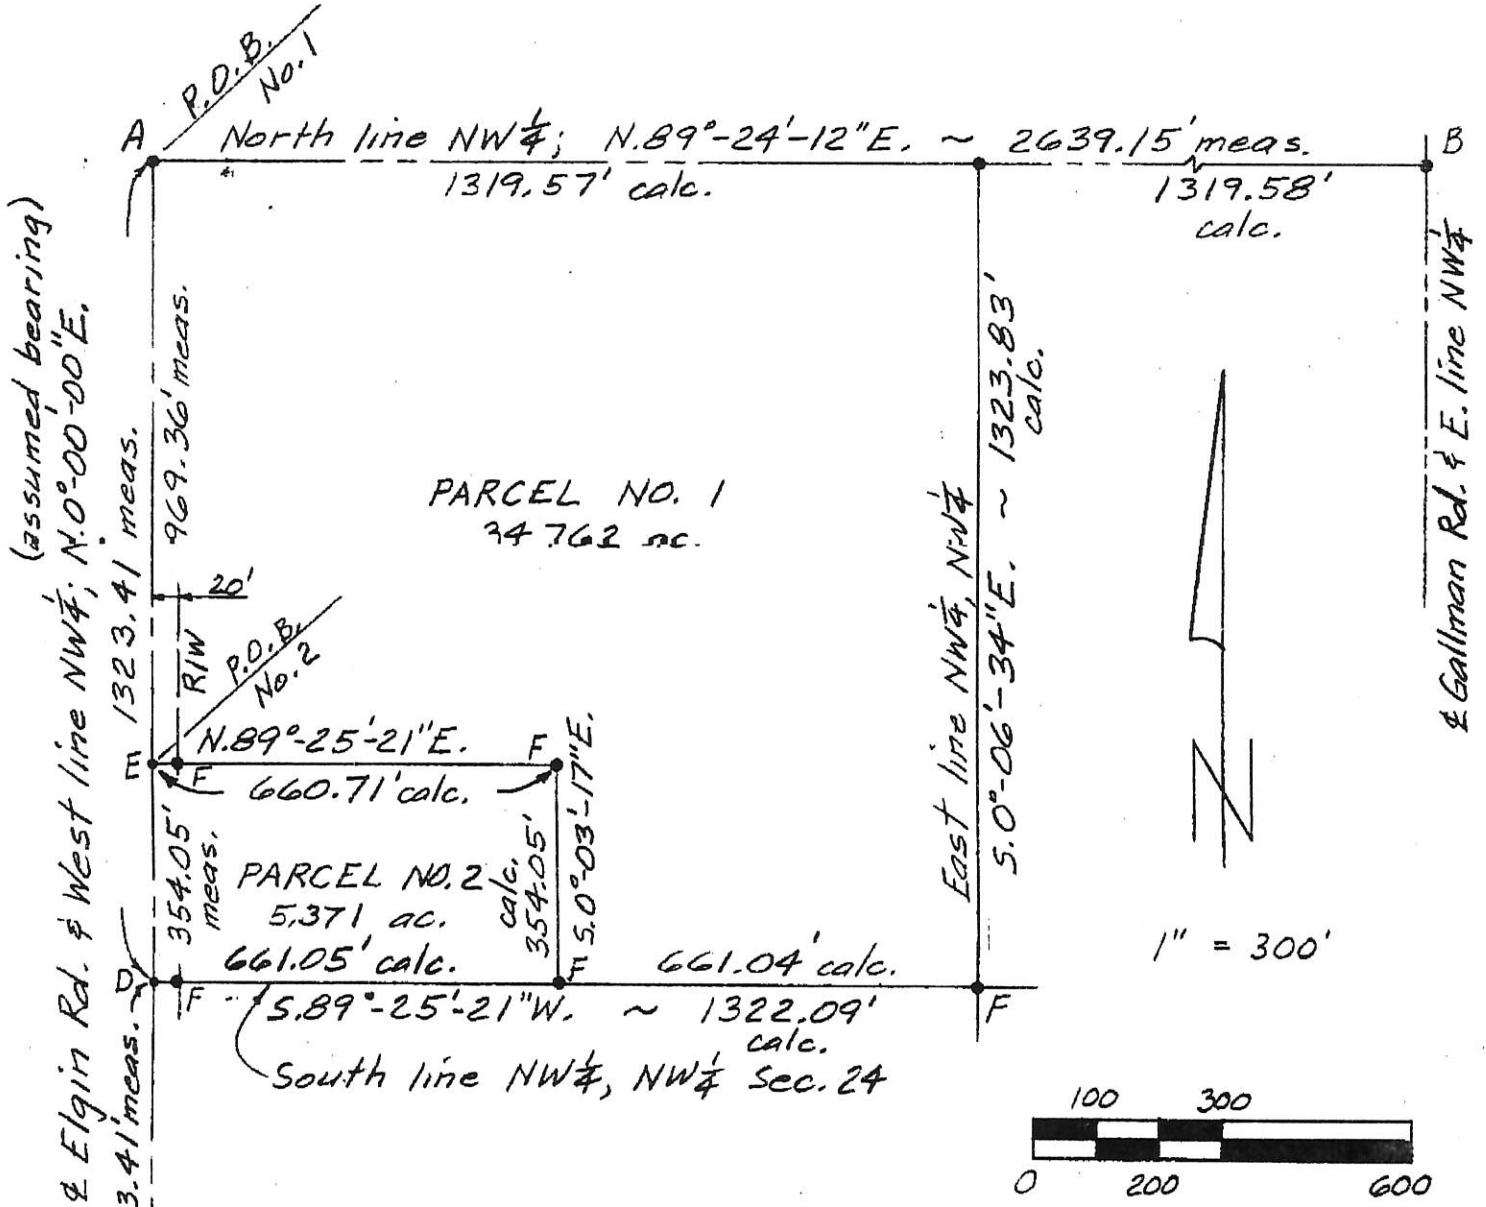 P.O.B.
No. 1
A
North line NW¼; N.89°-24'-12"E. ~ 2639.15' meas.
B
1319.57' calc.
1319.58'
calc.
(assumed bearing)
₵ Elgin Rd. & West line NW¼; N.0°-00'-00"E.
1323.41 meas.
969.36' meas.
PARCEL NO. 1
34.762 ac.
East line NW¼, NW¼
S.0°-06'-34"E. ~ 1323.83'
calc.
₵ Gallman Rd. & E. line NW¼
20'
R/W
P.O.B.
No. 2
N.89°-25'-21"E.
E
F
F
660.71' calc.
354.05'
meas.
PARCEL NO. 2
5.371 ac.
calc.
354.05'
S.0°-03'-17"E.
N
1" = 300'
661.05' calc.
661.04' calc.
D
F
F
F
S.89°-25'-21"W. ~ 1322.09'
calc.
South line NW¼, NW¼ Sec. 24
3.41' meas.
100 300
0 200 600